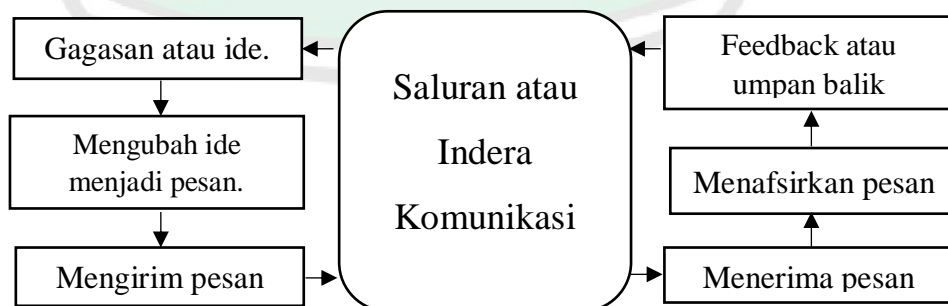 Gagasan atau ide.
Mengubah ide
menjadi pesan.
Mengirim pesan
Saluran atau
Indera
Komunikasi
Feedback atau
umpan balik
Menafsirkan pesan
Menerima pesan